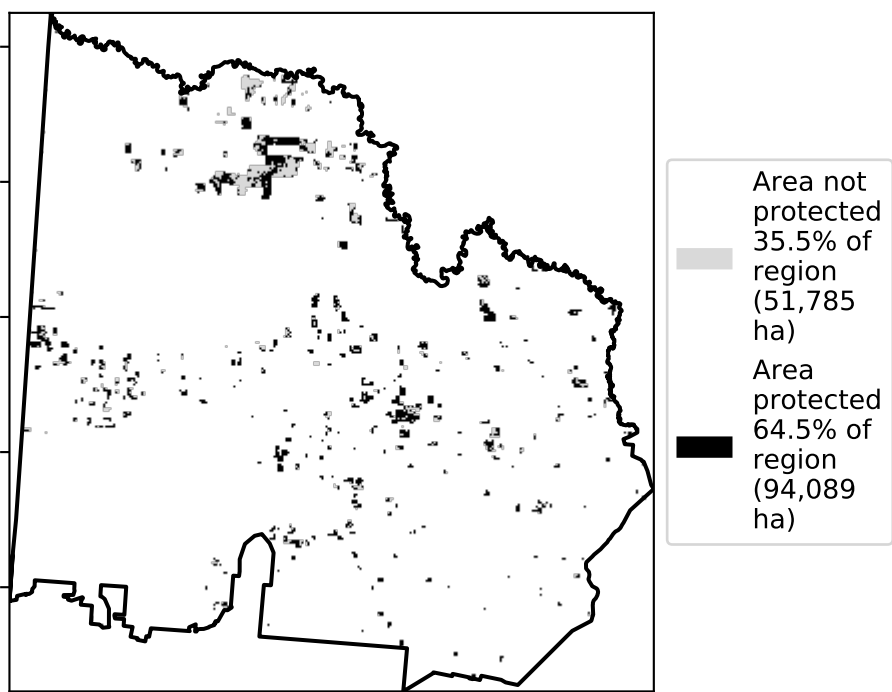 Area not
protected
35.5% of
region
(51,785
ha)
Area
protected
64.5% of
region
(94,089
ha)